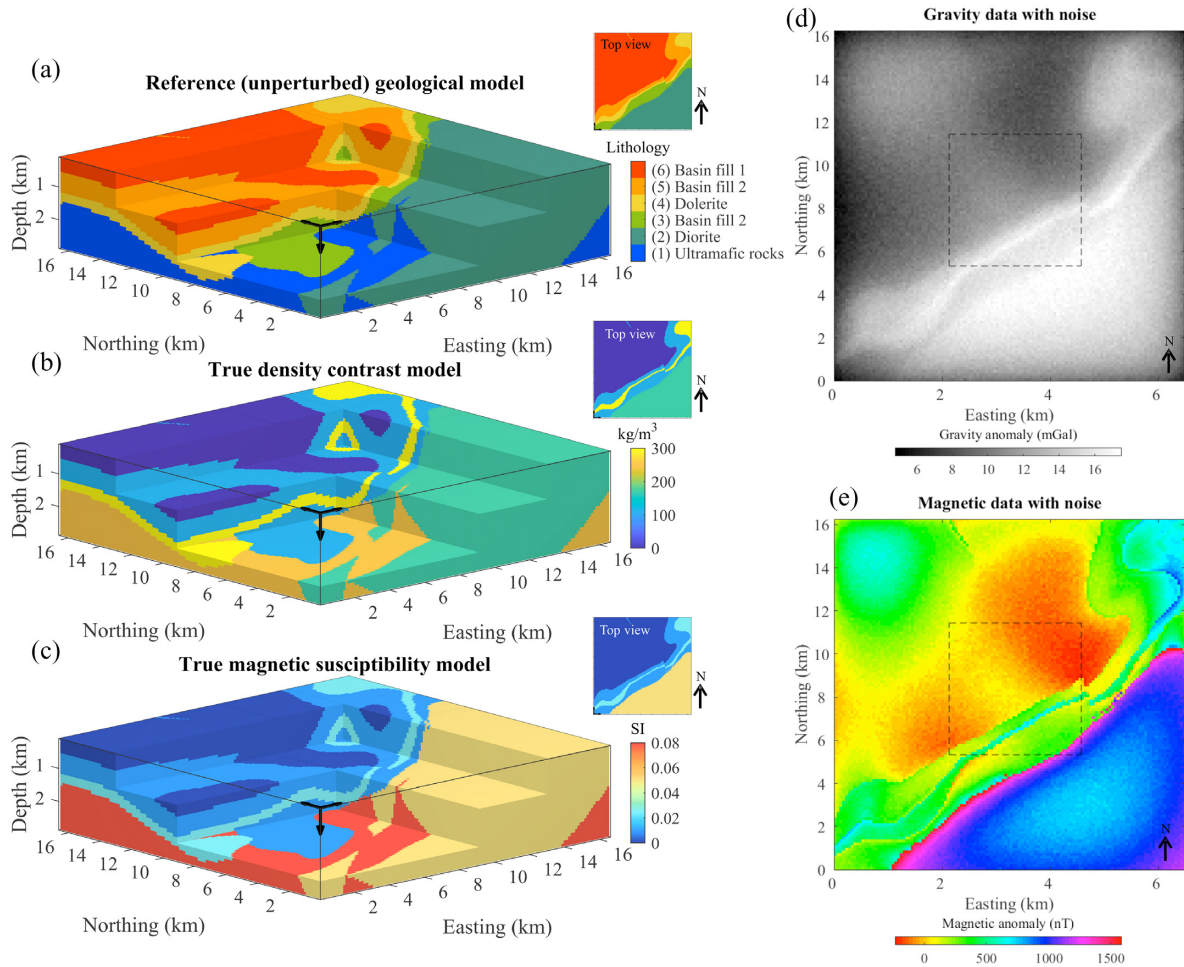 (a)
Reference (unperturbed) geological model
Top view
N
Lithology
(6) Basin fill 1
(5) Basin fill 2
(4) Dolerite
(3) Basin fill 2
(2) Diorite
(1) Ultramafic rocks
Depth (km)
1
2
16 14 12 10 8 6 4 2
Northing (km)
2 4 6 8 10 12 14 16
Easting (km)
(b)
True density contrast model
Top view
N
kg/m³
300
200
100
0
Depth (km)
1
2
16 14 12 10 8 6 4 2
Northing (km)
2 4 6 8 10 12 14 16
Easting (km)
(c)
True magnetic susciptibility model
Top view
N
SI
0.08
0.06
0.04
0.02
0
Depth (km)
1
2
16 14 12 10 8 6 4 2
Northing (km)
2 4 6 8 10 12 14 16
Easting (km)
(d)
Gravity data with noise
Northing (km)
16
14
12
10
8
6
4
2
0
N
0 2 4 6
Easting (km)
Gravity anomaly (mGal)
6 8 10 12 14 16
(e)
Magnetic data with noise
Northing (km)
16
14
12
10
8
6
4
2
0
N
0 2 4 6
Easting (km)
Magnetic anomaly (nT)
0 500 1000 1500